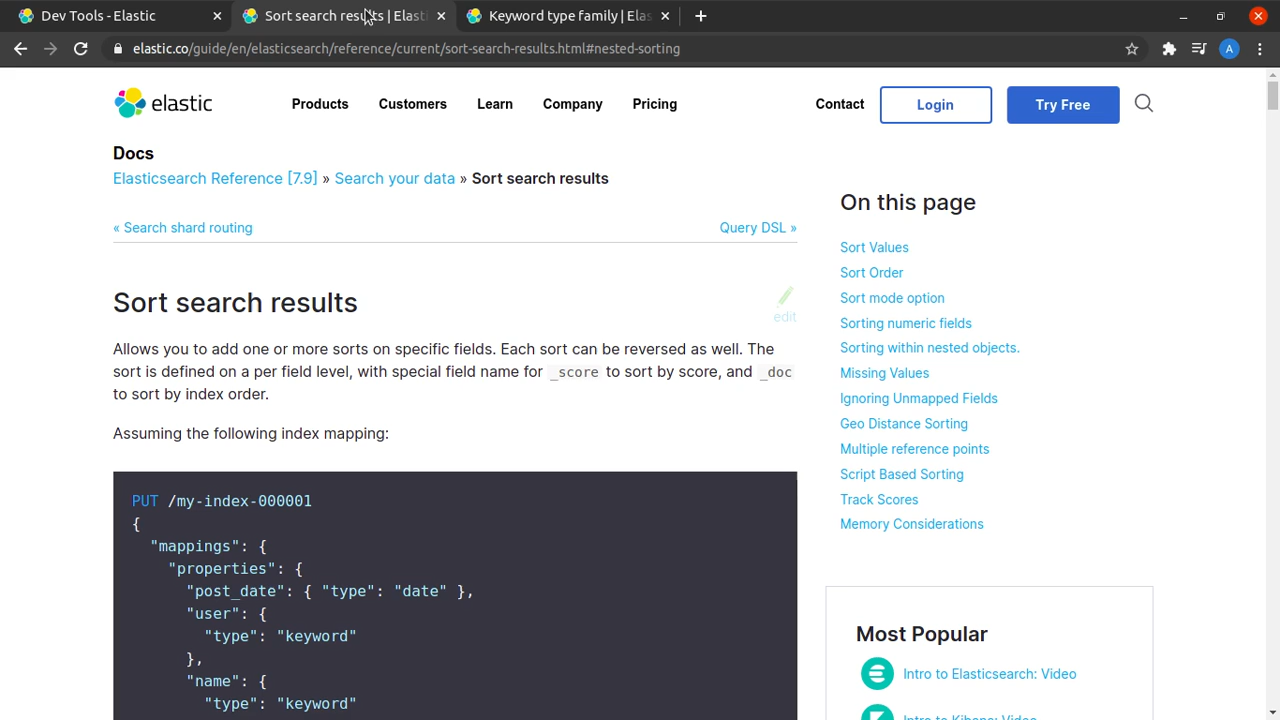 Dev Tools - Elastic
Sort search results | Elasti
Keyword type family | Elas
elastic.co/guide/en/elasticsearch/reference/current/sort-search-results.html#nested-sorting
A
elastic
Products
Customers
Learn
Company
Pricing
Contact
Login
Try Free
Docs
Elasticsearch Reference [7.9] » Search your data » Sort search results
« Search shard routing
Query DSL »
Sort search results
edit
Allows you to add one or more sorts on specific fields. Each sort can be reversed as well. The
sort is defined on a per field level, with special field name for _score to sort by score, and _doc
to sort by index order.
Assuming the following index mapping:
PUT /my-index-000001
{
"mappings": {
"properties": {
"post_date": { "type": "date" },
"user": {
"type": "keyword"
},
"name": {
"type": "keyword"
On this page
Sort Values
Sort Order
Sort mode option
Sorting numeric fields
Sorting within nested objects.
Missing Values
Ignoring Unmapped Fields
Geo Distance Sorting
Multiple reference points
Script Based Sorting
Track Scores
Memory Considerations
Most Popular
Intro to Elasticsearch: Video
Intro to Kibana: Video